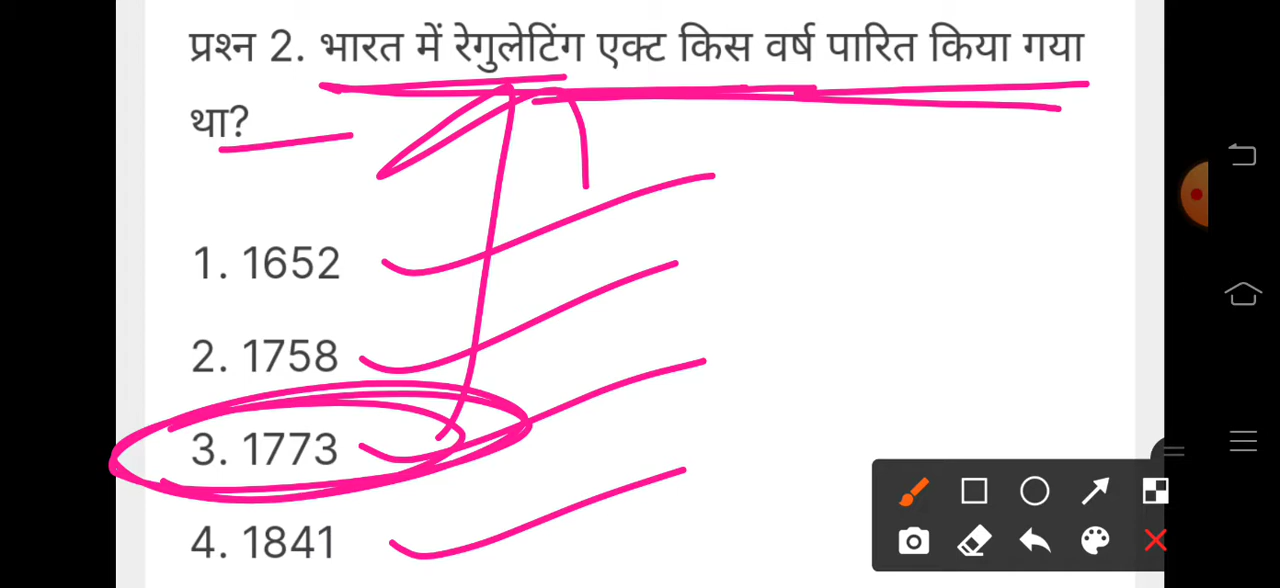 प्रश्न 2. भारत में रेगुलेटिंग एक्ट किस वर्ष पारित किया गया
था?
1. 1652
2. 1758
3. 1773
4. 1841